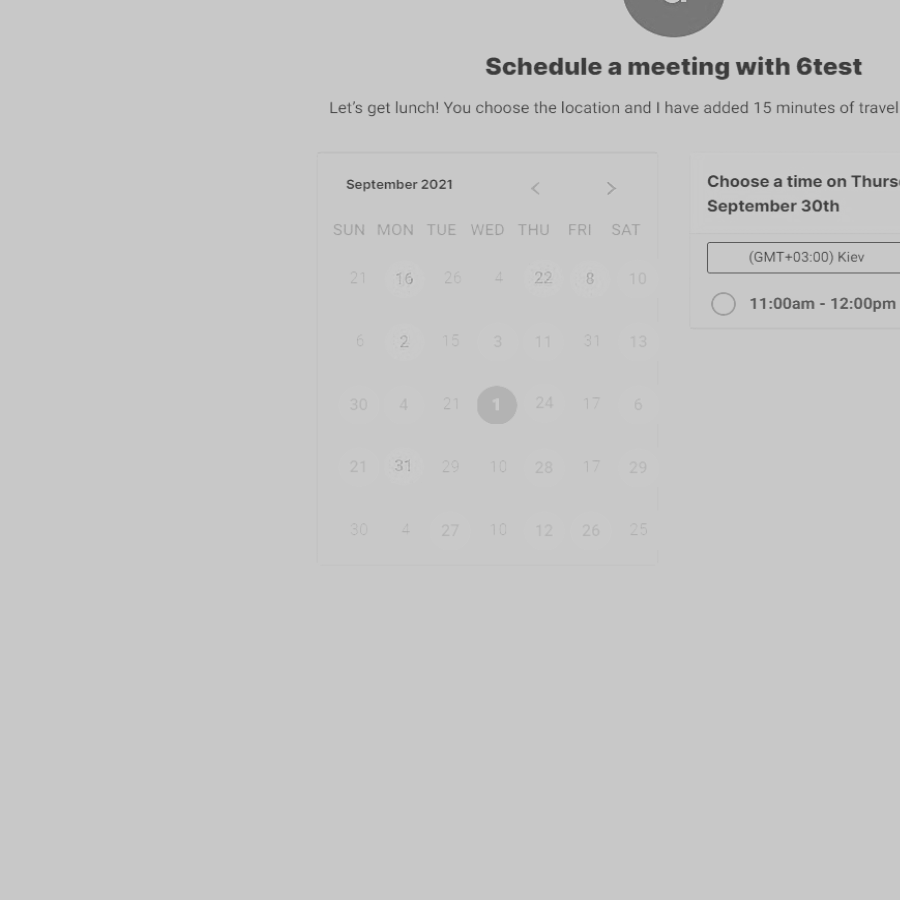 Schedule a meeting with 6test
Let's get lunch! You choose the location and I have added 15 minutes of travel
September 2021
SUN MON TUE WED THU FRI SAT
21 16 26 4 22 8 10
6 2 15 3 11 31 13
30 4 21 1 24 17 6
21 31 29 10 28 17 29
30 4 27 10 12 26 25
Choose a time on
September 30th
(GMT+03:00) Kiev
11:00am - 12:00pm